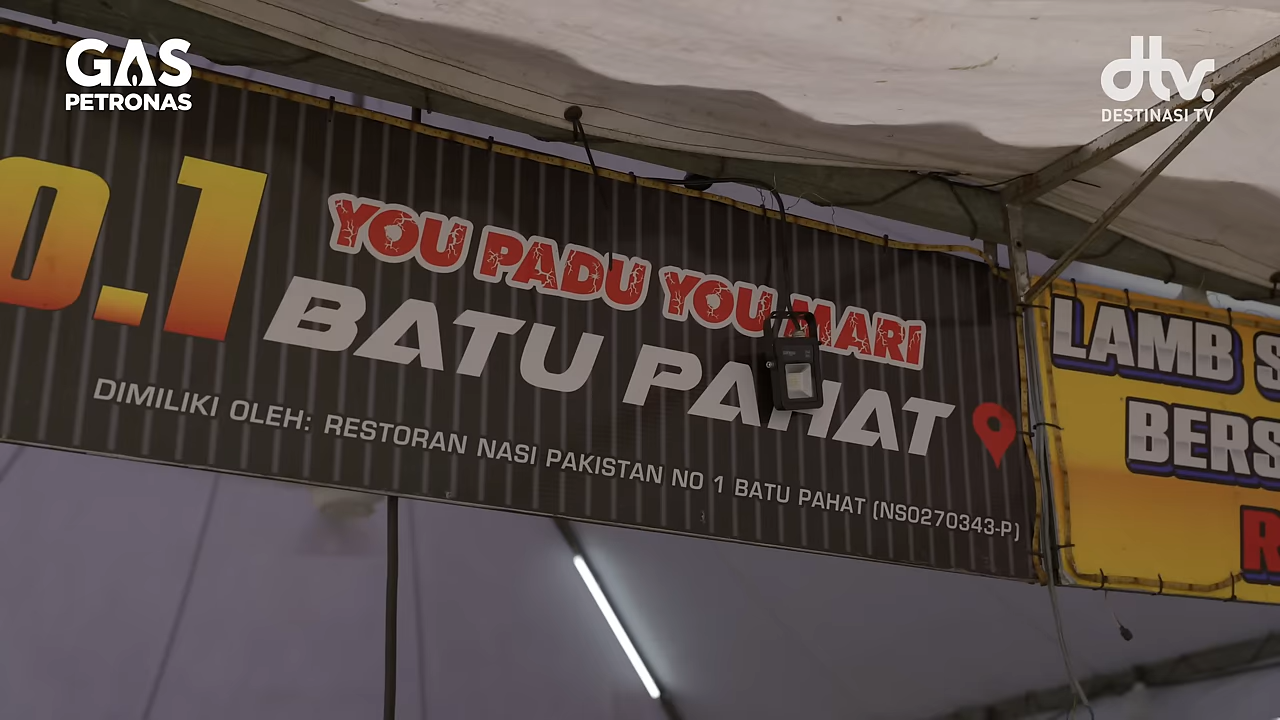 GAS
PETRONAS
dtv.
DESTINASI TV
O.1
YOU PADU YOU MARI
BATU PAHAT
DIMILIKI OLEH: RESTORAN NASI PAKISTAN NO 1 BATU PAHAT (NS0270343-P)
LAMB S
BERS
R